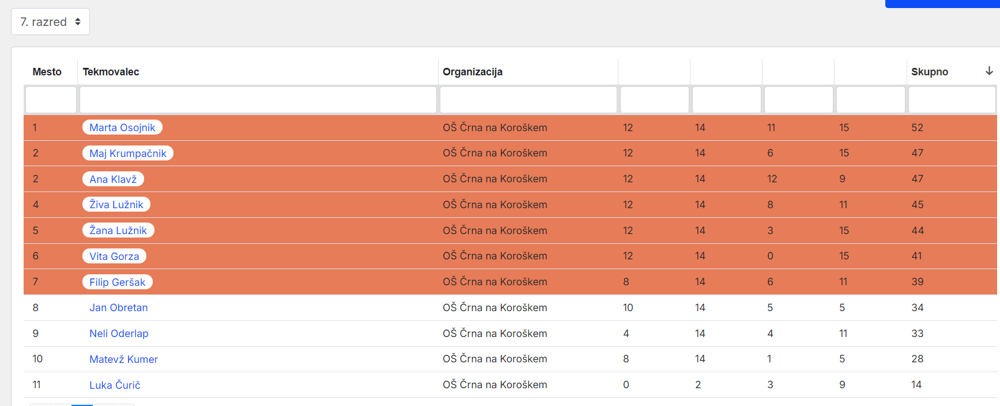 7. razred
Mesto Tekmovalec Organizacija Skupno
1 Marta Osojnik OŠ Črna na Koroškem 12 14 11 15 52
2 Maj Krumpačnik OŠ Črna na Koroškem 12 14 6 15 47
2 Ana Klavž OŠ Črna na Koroškem 12 14 12 9 47
4 Živa Lužnik OŠ Črna na Koroškem 12 14 8 11 45
5 Žana Lužnik OŠ Črna na Koroškem 12 14 3 15 44
6 Vita Gorza OŠ Črna na Koroškem 12 14 0 15 41
7 Filip Geršak OŠ Črna na Koroškem 8 14 6 11 39
8 Jan Obretan OŠ Črna na Koroškem 10 14 5 5 34
9 Neli Oderlap OŠ Črna na Koroškem 4 14 4 11 33
10 Matevž Kumer OŠ Črna na Koroškem 8 14 1 5 28
11 Luka Čurič OŠ Črna na Koroškem 0 2 3 9 14